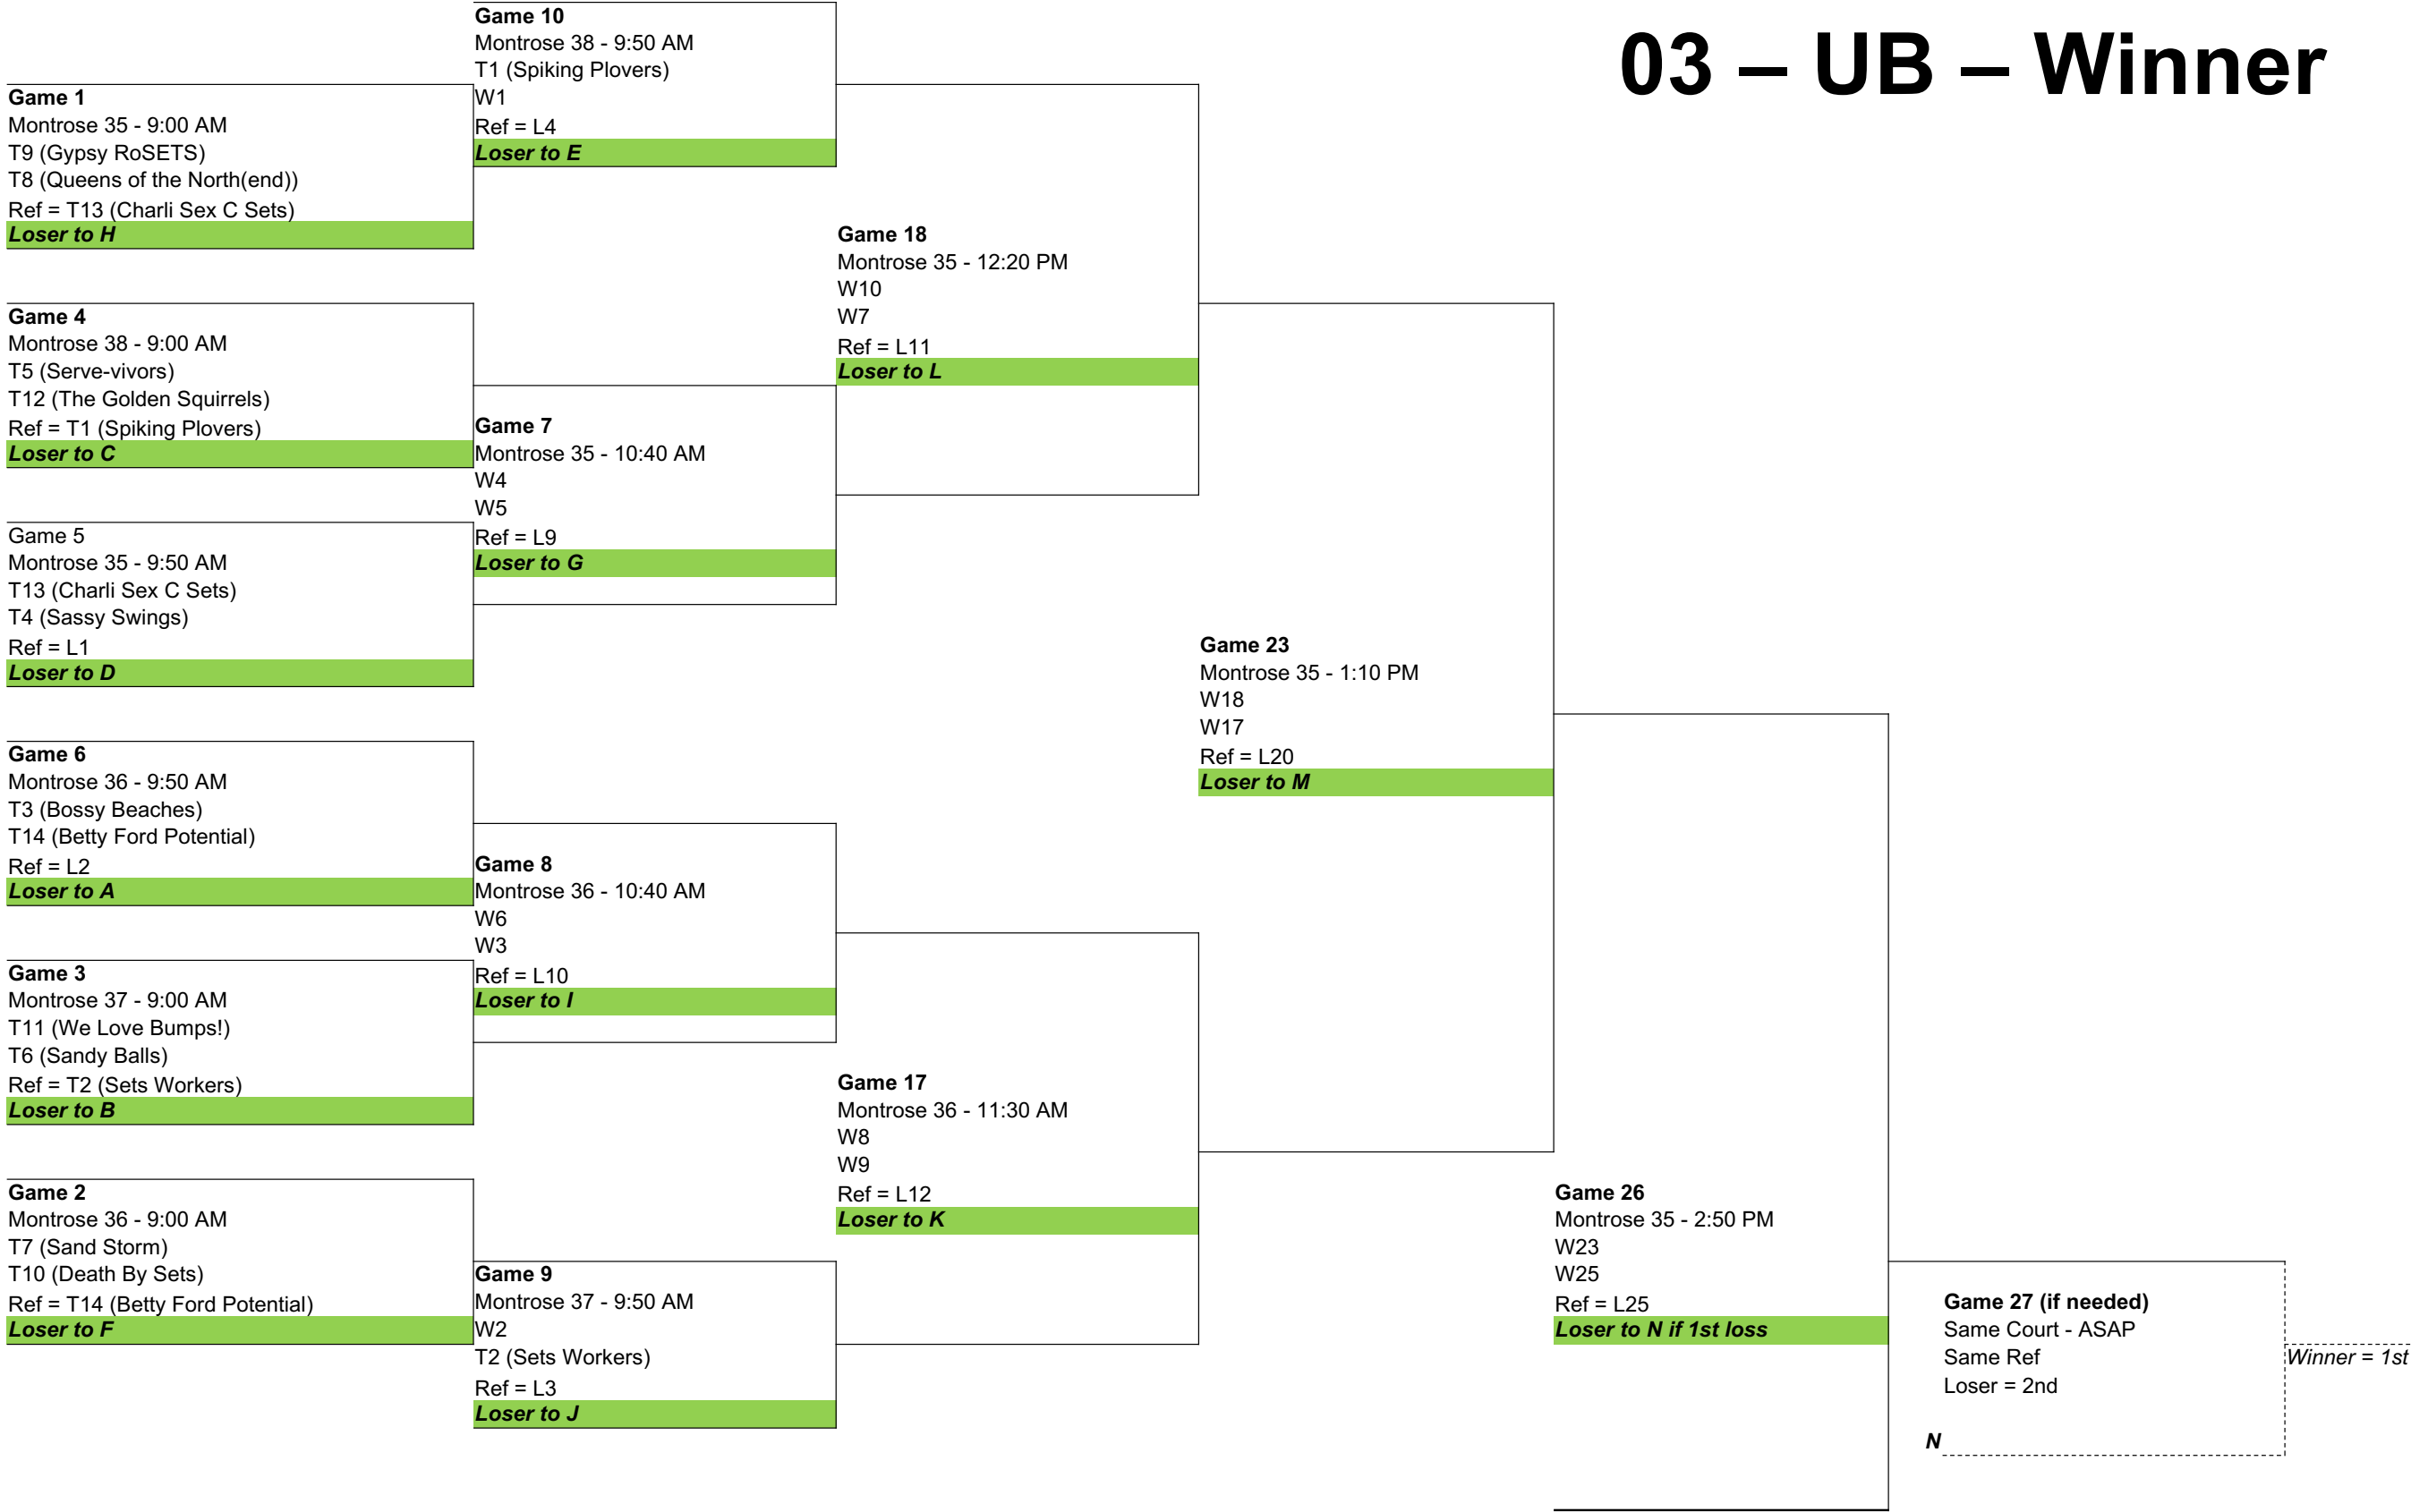 03 – UB – Winner
Game 1
Montrose 35 - 9:00 AM
T9 (Gypsy RoSETS)
T8 (Queens of the North(end))
Ref = T13 (Charli Sex C Sets)
Loser to H
Game 4
Montrose 38 - 9:00 AM
T5 (Serve-vivors)
T12 (The Golden Squirrels)
Ref = T1 (Spiking Plovers)
Loser to C
Game 5
Montrose 35 - 9:50 AM
T13 (Charli Sex C Sets)
T4 (Sassy Swings)
Ref = L1
Loser to D
Game 6
Montrose 36 - 9:50 AM
T3 (Bossy Beaches)
T14 (Betty Ford Potential)
Ref = L2
Loser to A
Game 3
Montrose 37 - 9:00 AM
T11 (We Love Bumps!)
T6 (Sandy Balls)
Ref = T2 (Sets Workers)
Loser to B
Game 2
Montrose 36 - 9:00 AM
T7 (Sand Storm)
T10 (Death By Sets)
Ref = T14 (Betty Ford Potential)
Loser to F
Game 10
Montrose 38 - 9:50 AM
T1 (Spiking Plovers)
W1
Ref = L4
Loser to E
Game 7
Montrose 35 - 10:40 AM
W4
W5
Ref = L9
Loser to G
Game 8
Montrose 36 - 10:40 AM
W6
W3
Ref = L10
Loser to I
Game 9
Montrose 37 - 9:50 AM
W2
T2 (Sets Workers)
Ref = L3
Loser to J
Game 18
Montrose 35 - 12:20 PM
W10
W7
Ref = L11
Loser to L
Game 17
Montrose 36 - 11:30 AM
W8
W9
Ref = L12
Loser to K
Game 23
Montrose 35 - 1:10 PM
W18
W17
Ref = L20
Loser to M
Game 26
Montrose 35 - 2:50 PM
W23
W25
Ref = L25
Loser to N if 1st loss
Game 27 (if needed)
Same Court - ASAP
Same Ref
Loser = 2nd
N
Winner = 1st